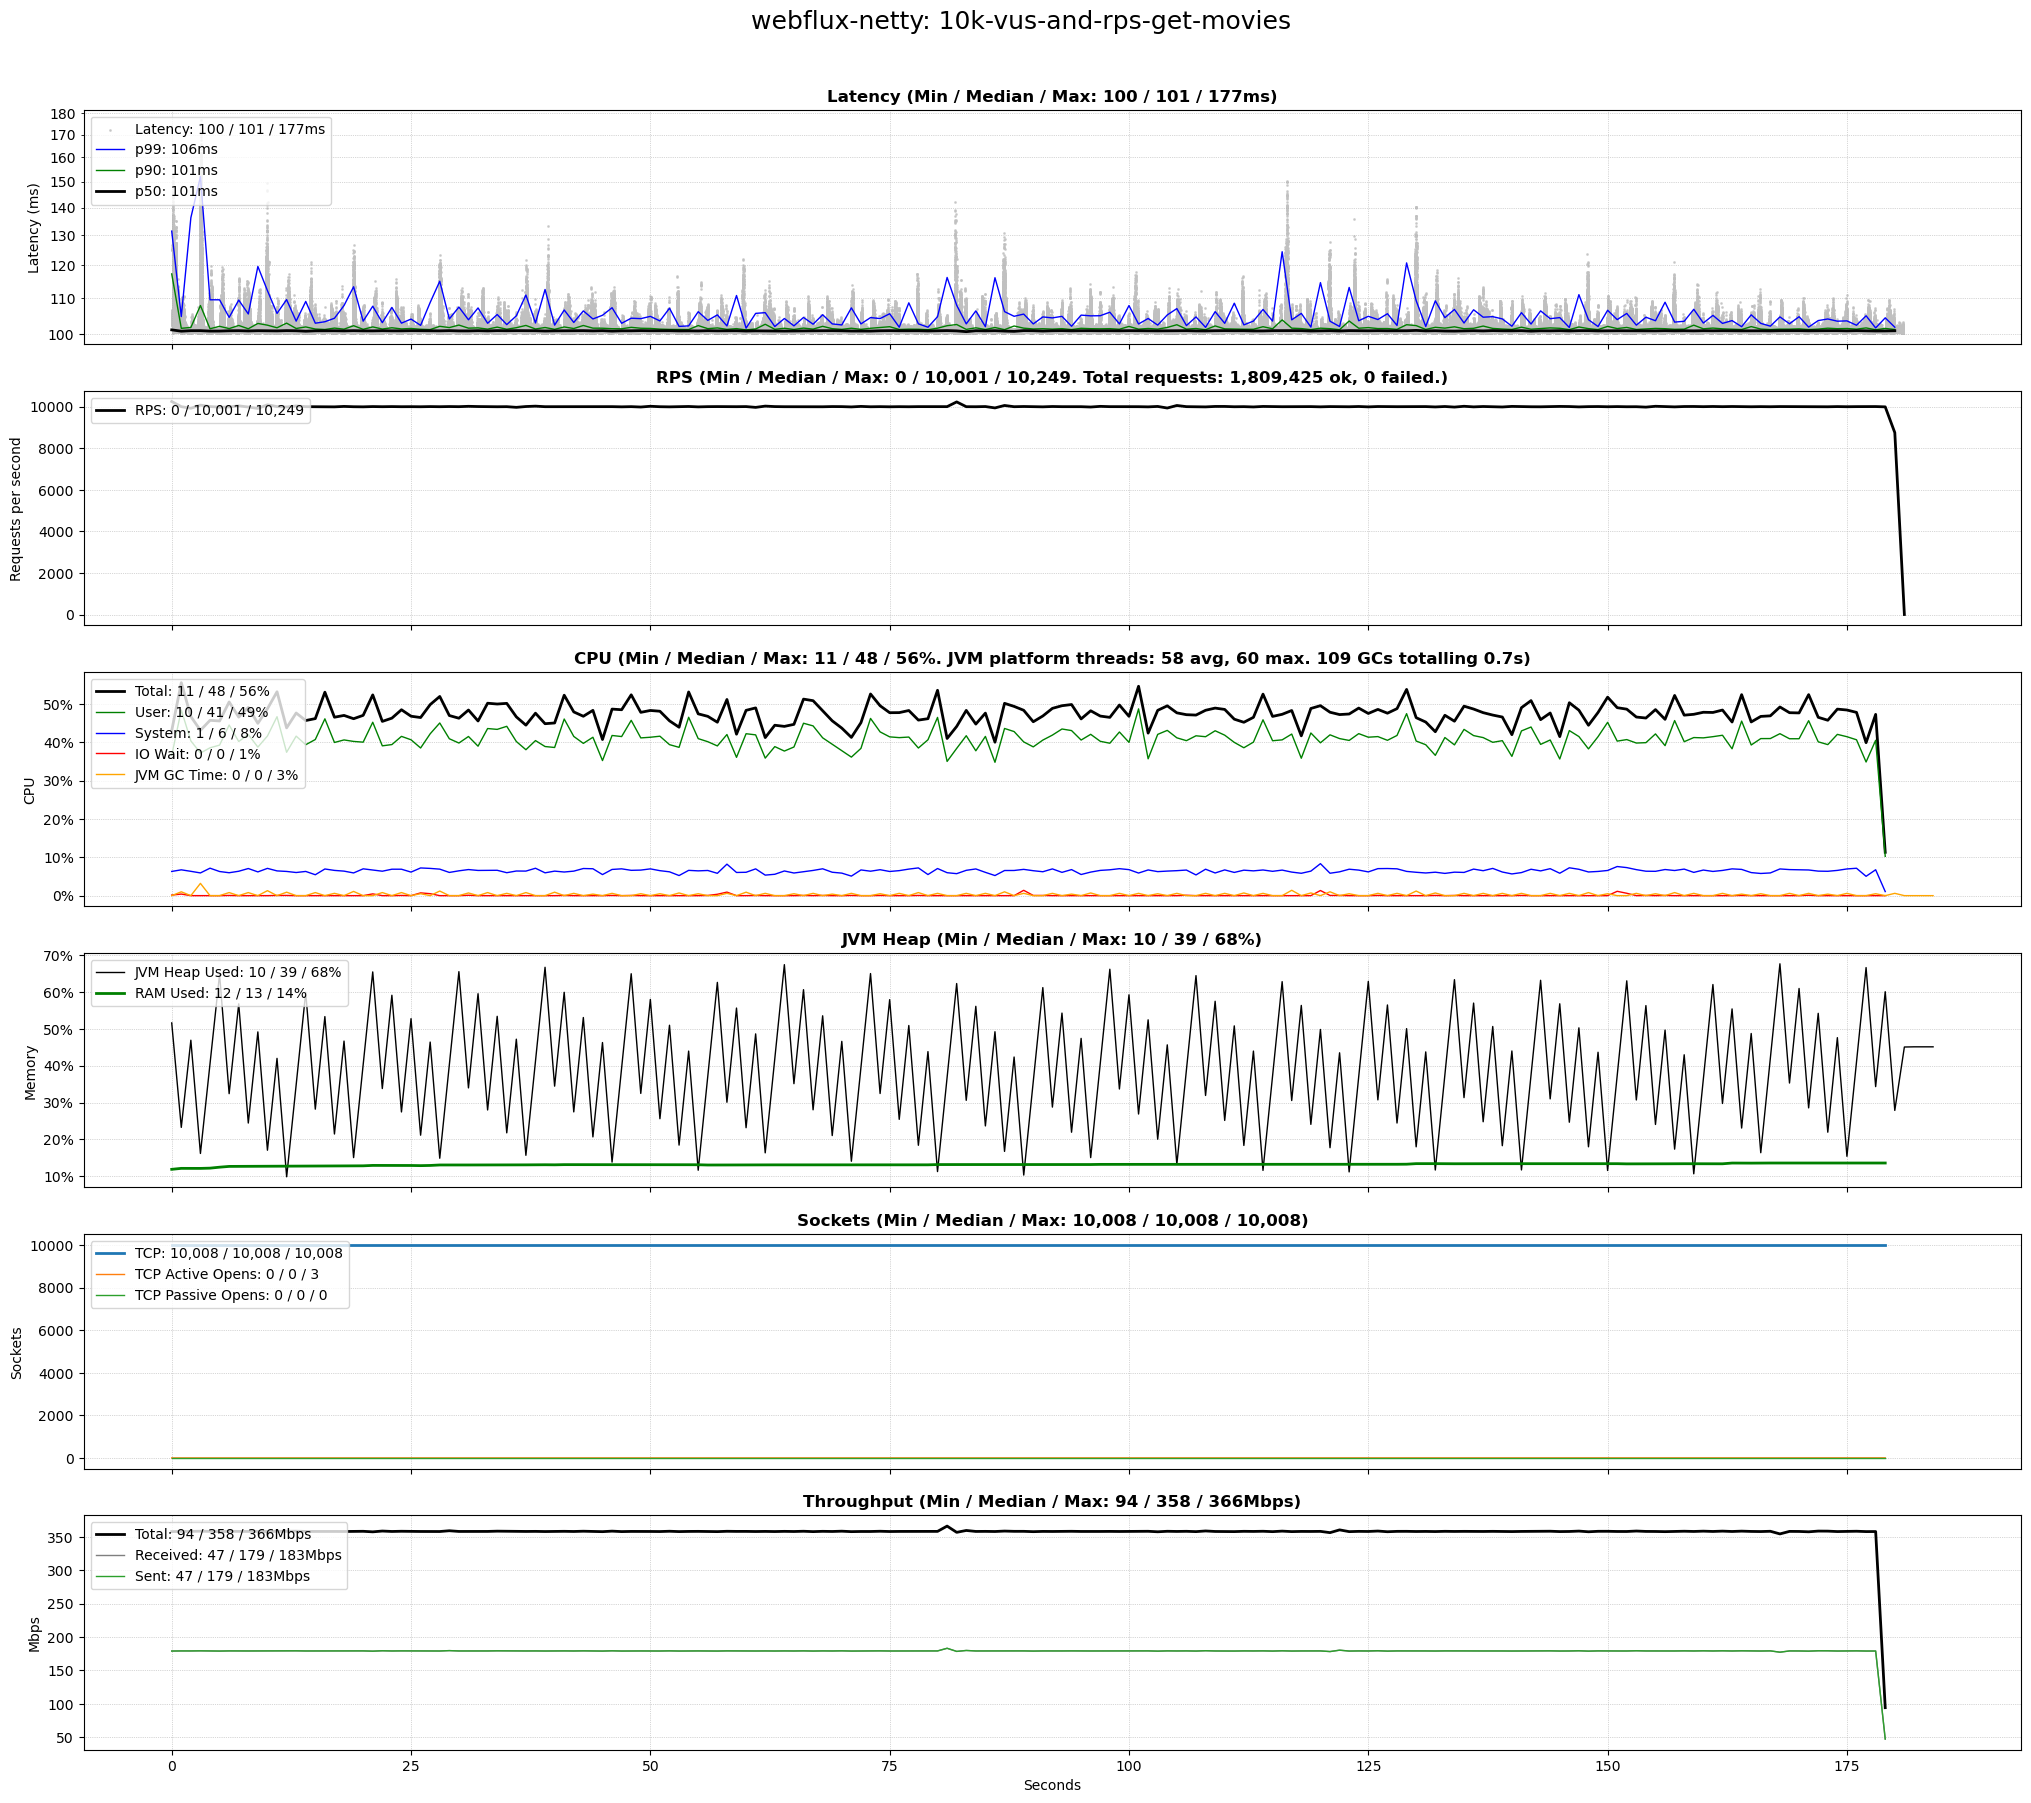 webflux-netty: 10k-vus-and-rps-get-movies
Latency (Min / Median / Max: 100 / 101 / 177ms)
180
170
160
150
140
130
120
110
100
Latency (ms)
Latency: 100 / 101 / 177ms
p99: 106ms
p90: 101ms
p50: 101ms
RPS (Min / Median / Max: 0 / 10,001 / 10,249. Total requests: 1,809,425 ok, 0 failed.)
10000
8000
6000
4000
2000
0
Requests per second
RPS: 0 / 10,001 / 10,249
CPU (Min / Median / Max: 11 / 48 / 56%. JVM platform threads: 58 avg, 60 max. 109 GCs totalling 0.7s)
50%
40%
30%
20%
10%
0%
CPU
Total: 11 / 48 / 56%
User: 10 / 41 / 49%
System: 1 / 6 / 8%
IO Wait: 0 / 0 / 1%
JVM GC Time: 0 / 0 / 3%
JVM Heap (Min / Median / Max: 10 / 39 / 68%)
70%
60%
50%
40%
30%
20%
10%
Memory
JVM Heap Used: 10 / 39 / 68%
RAM Used: 12 / 13 / 14%
Sockets (Min / Median / Max: 10,008 / 10,008 / 10,008)
10000
8000
6000
4000
2000
0
Sockets
TCP: 10,008 / 10,008 / 10,008
TCP Active Opens: 0 / 0 / 3
TCP Passive Opens: 0 / 0 / 0
Throughput (Min / Median / Max: 94 / 358 / 366Mbps)
350
300
250
200
150
100
50
Mbps
Total: 94 / 358 / 366Mbps
Received: 47 / 179 / 183Mbps
Sent: 47 / 179 / 183Mbps
0 25 50 75 100 125 150 175
Seconds